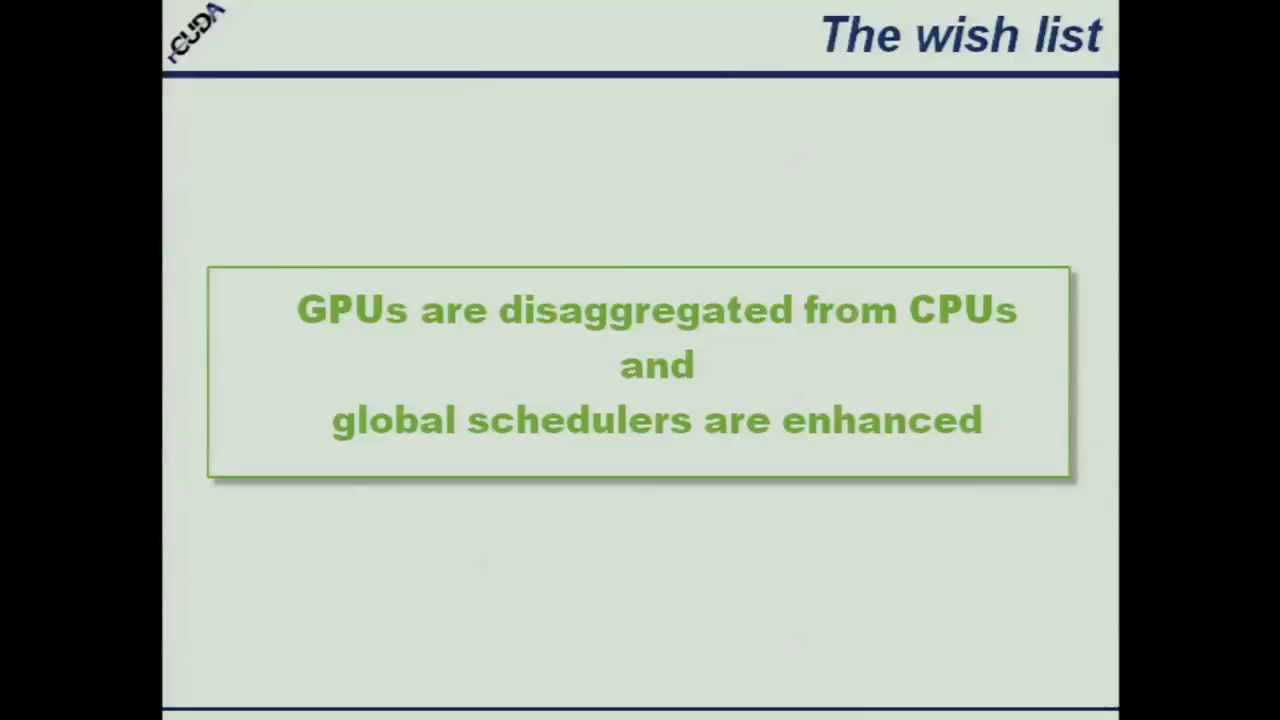 rCUDA
The wish list
GPUs are disaggregated from CPUs
and
global schedulers are enhanced